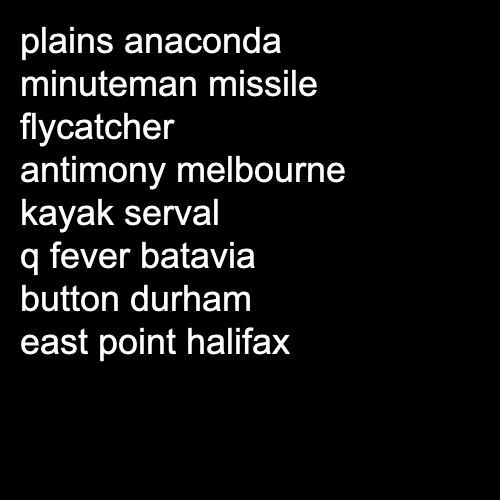 plains anaconda
minuteman missile
flycatcher
antimony melbourne
kayak serval
q fever batavia
button durham
east point halifax